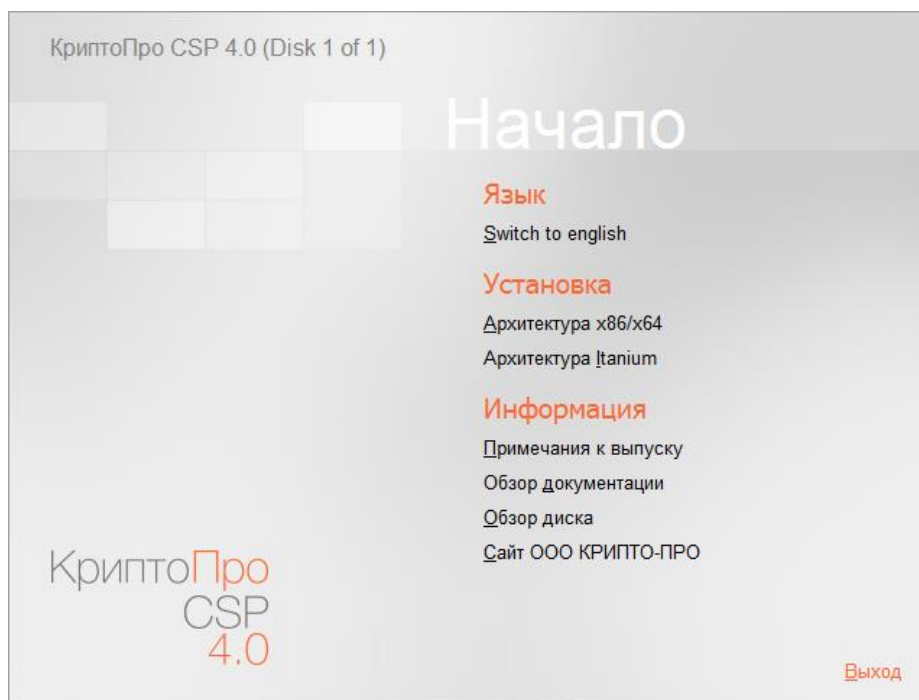 КриптоПро CSP 4.0 (Disk 1 of 1)
Начало
Язык
Switch to english
Установка
Архитектура x86/x64
Архитектура Itanium
Информация
Примечания к выпуску
Обзор документации
Обзор диска
Сайт ООО КРИПТО-ПРО
КриптоПро
CSP
4.0
Выход